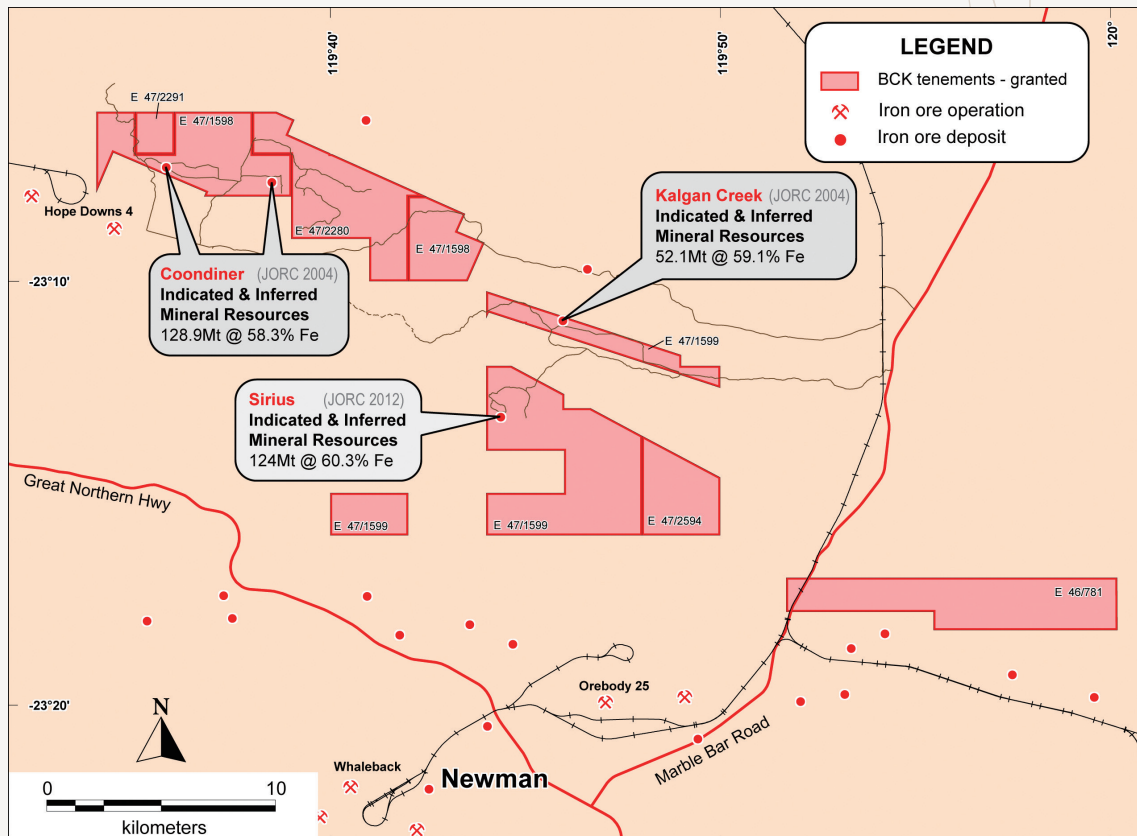 119°40'
119°50'
120°
LEGEND
BCK tenements - granted
Iron ore operation
Iron ore deposit
E 47/2291
E 47/1598
Hope Downs 4
E 47/2280
E 47/1598
Kalgan Creek (JORC 2004)
Indicated & Inferred
Mineral Resources
52.1Mt @ 59.1% Fe
Coondiner (JORC 2004)
Indicated & Inferred
Mineral Resources
128.9Mt @ 58.3% Fe
-23°10'
E 47/1599
Sirius (JORC 2012)
Indicated & Inferred
Mineral Resources
124Mt @ 60.3% Fe
Great Northern Hwy
E 47/1599
E 47/1599
E 47/2594
E 46/781
Orebody 25
-23°20'
N
Marble Bar Road
Whaleback
Newman
0 10
kilometers